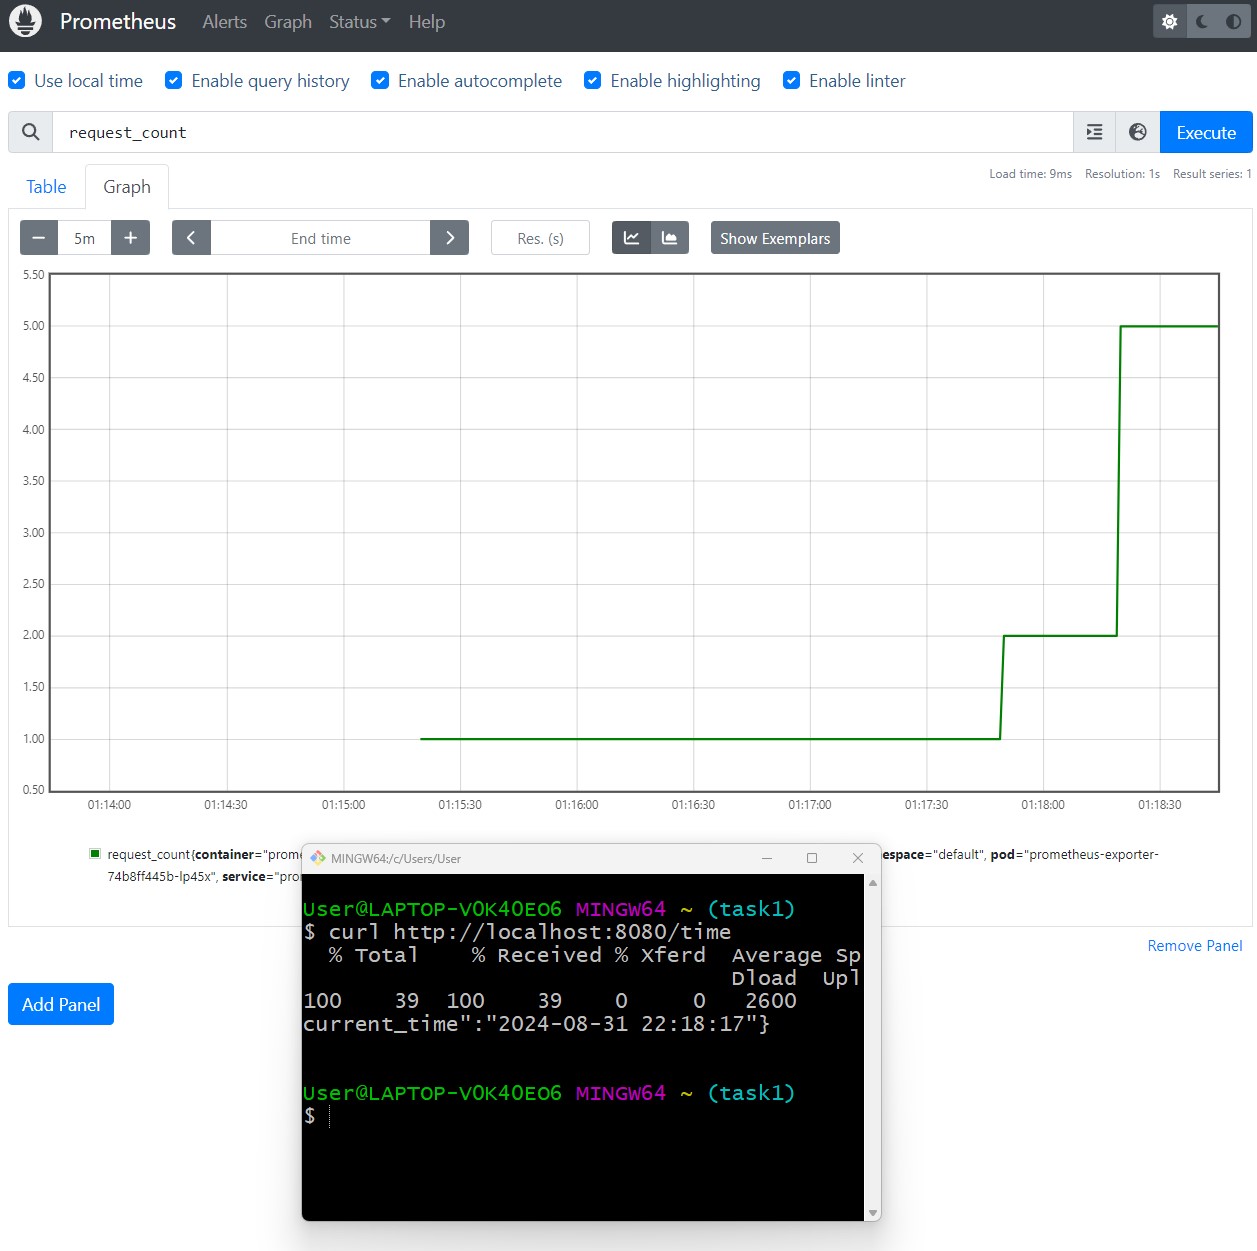 Prometheus Alerts Graph Status Help
Use local time Enable query history Enable autocomplete Enable highlighting Enable linter
request_count Execute
Load time: 9ms Resolution: 1s Result series: 1
Table Graph
− 5m + End time Res. (s) Show Exemplars
5.50
5.00
4.50
4.00
3.50
3.00
2.50
2.00
1.50
1.00
0.50
01:14:00 01:14:30 01:15:00 01:15:30 01:16:00 01:16:30 01:17:00 01:17:30 01:18:00 01:18:30
request_count{container="prome espace="default", pod="prometheus-exporter-
74b8ff445b-lp45x", service="pro
Remove Panel
Add Panel
MINGW64:/c/Users/User
User@LAPTOP-V0K4OEO6 MINGW64 ~ (task1)
$ curl http://localhost:8080/time
% Total % Received % Xferd Average Sp
Dload Upl
100 39 100 39 0 0 2600
current_time":"2024-08-31 22:18:17"}
User@LAPTOP-V0K4OEO6 MINGW64 ~ (task1)
$